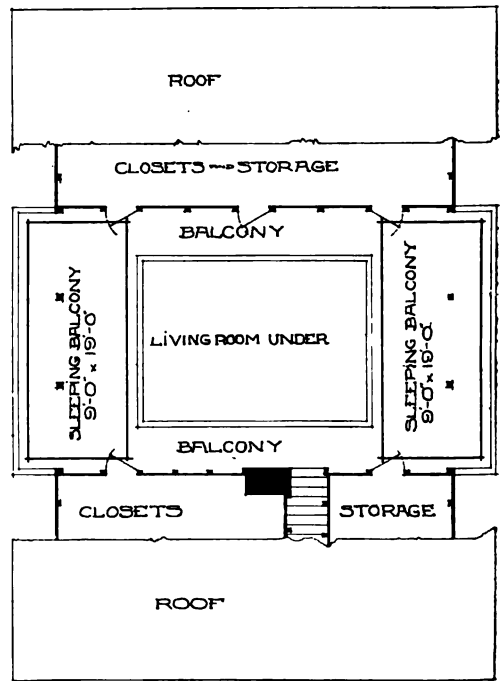 ROOF
CLOSETS AND STORAGE
BALCONY
SLEEPING BALCONY
9'-0" x 19'-0"
LIVING ROOM UNDER
SLEEPING BALCONY
9'-0" x 19'-0"
BALCONY
CLOSETS
STORAGE
ROOF